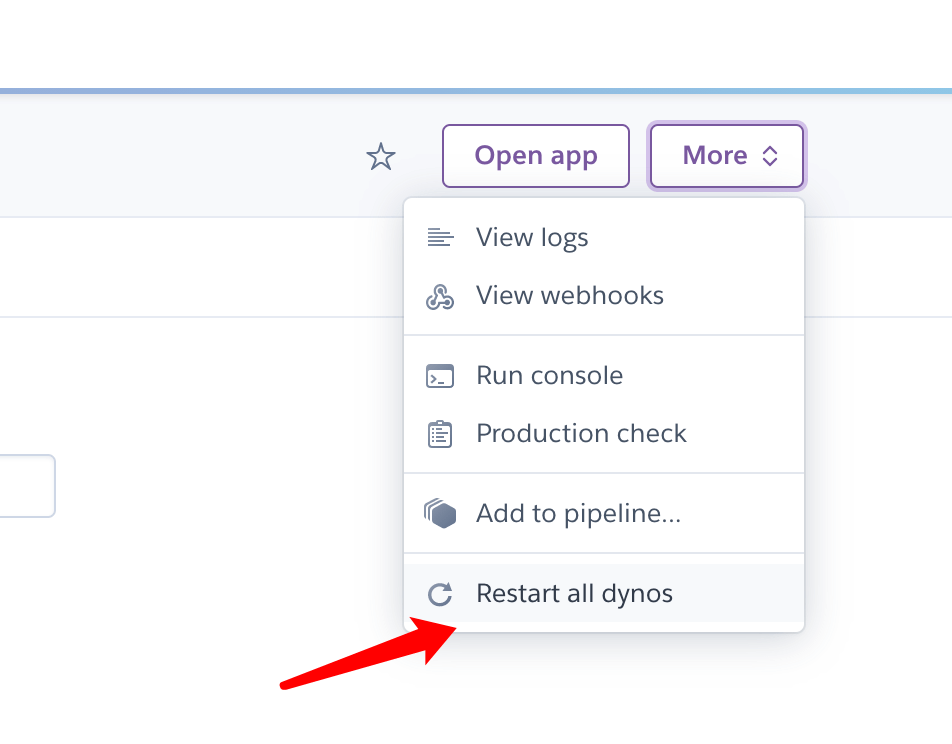 Open app
More
View logs
View webhooks
Run console
Production check
Add to pipeline...
Restart all dynos